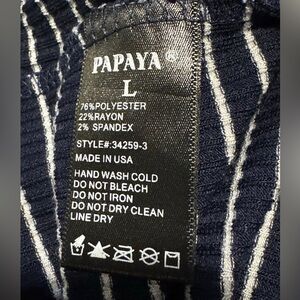 PAPAYA®
L
76%POLYESTER
22%RAYON
2% SPANDEX
STYLE#:34259-3
MADE IN USA
HAND WASH COLD
DO NOT BLEACH
DO NOT IRON
DO NOT DRY CLEAN
LINE DRY